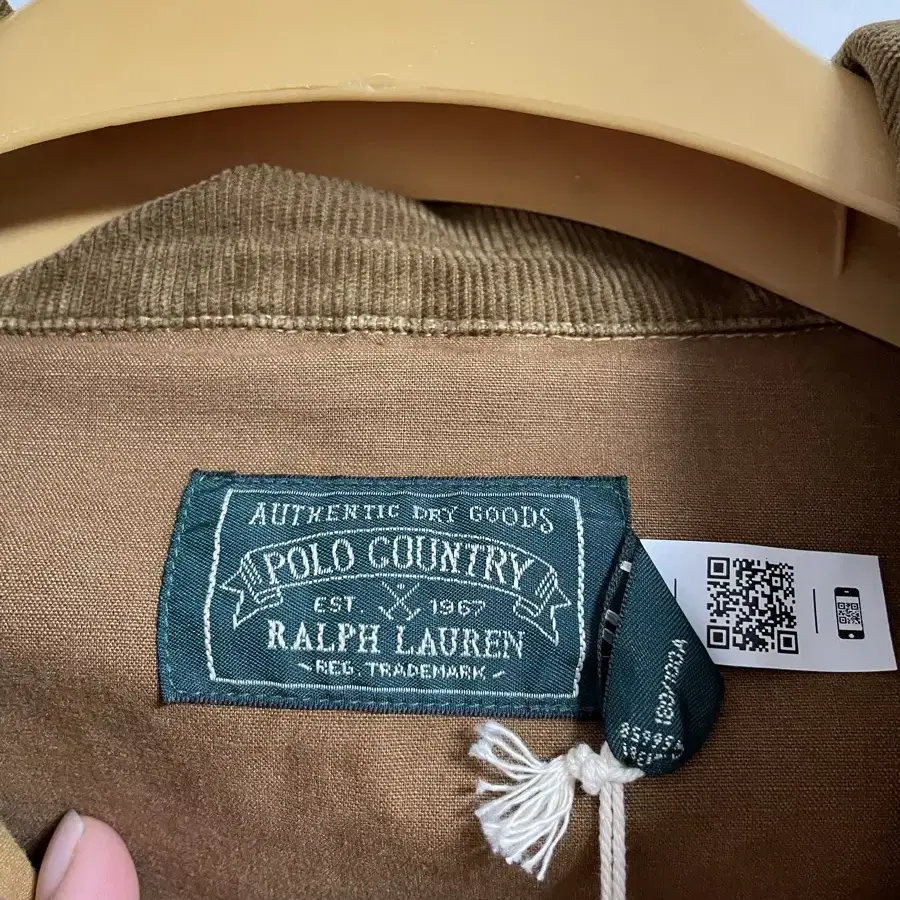 AUTHENTIC DRY GOODS
POLO COUNTRY
EST. 1967
RALPH LAUREN
REG. TRADEMARK